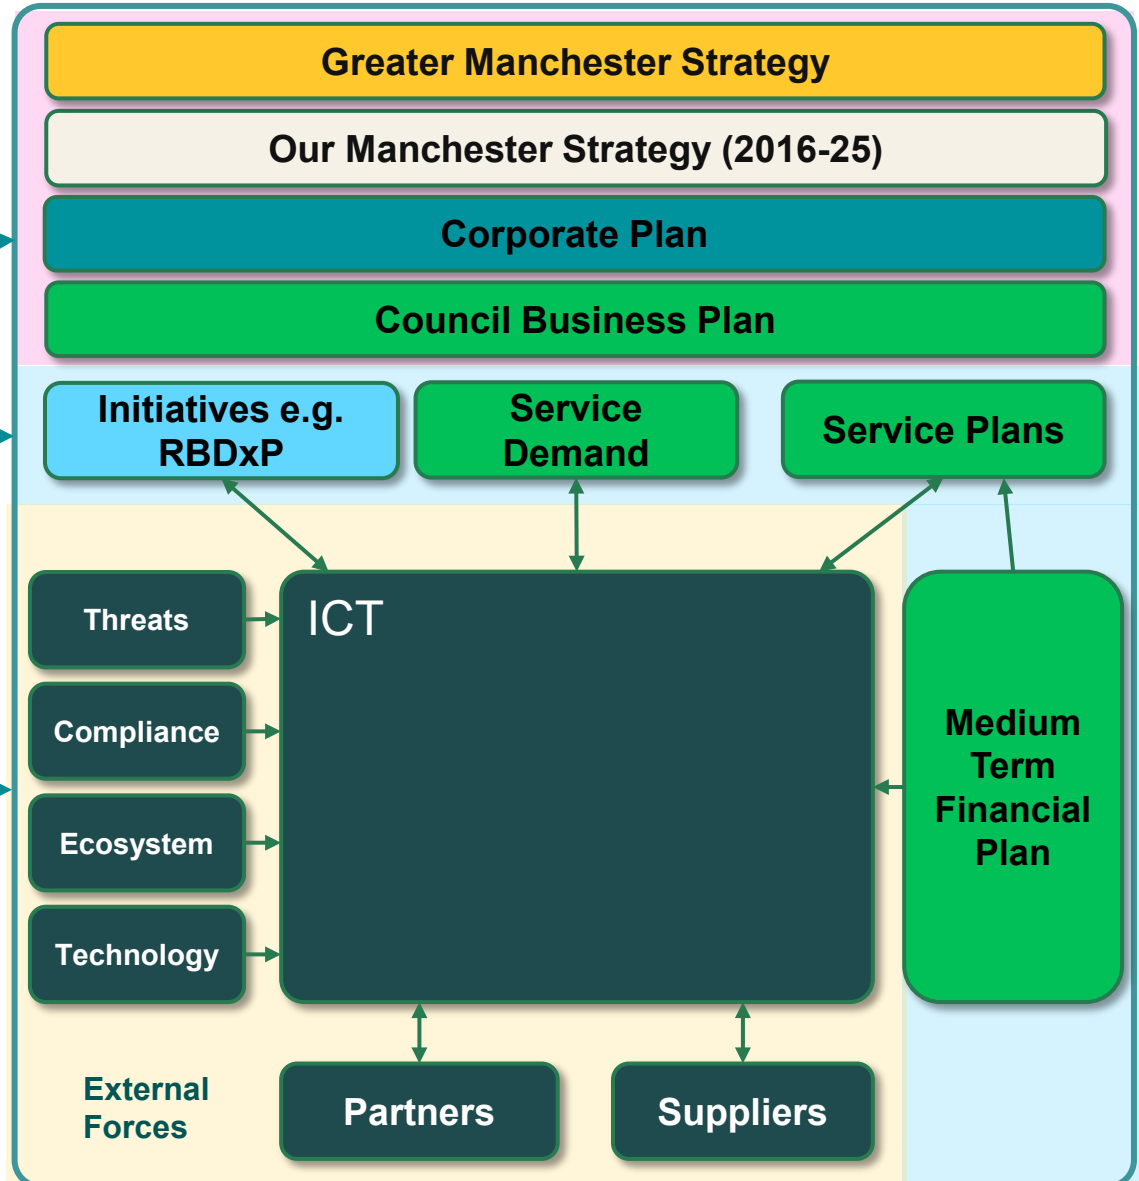 Greater Manchester Strategy
Our Manchester Strategy (2016-25)
Corporate Plan
Council Business Plan
Initiatives e.g.
RBDxP
Service
Demand
Service Plans
Threats
Compliance
Ecosystem
Technology
ICT
Medium
Term
Financial
Plan
External
Forces
Partners
Suppliers